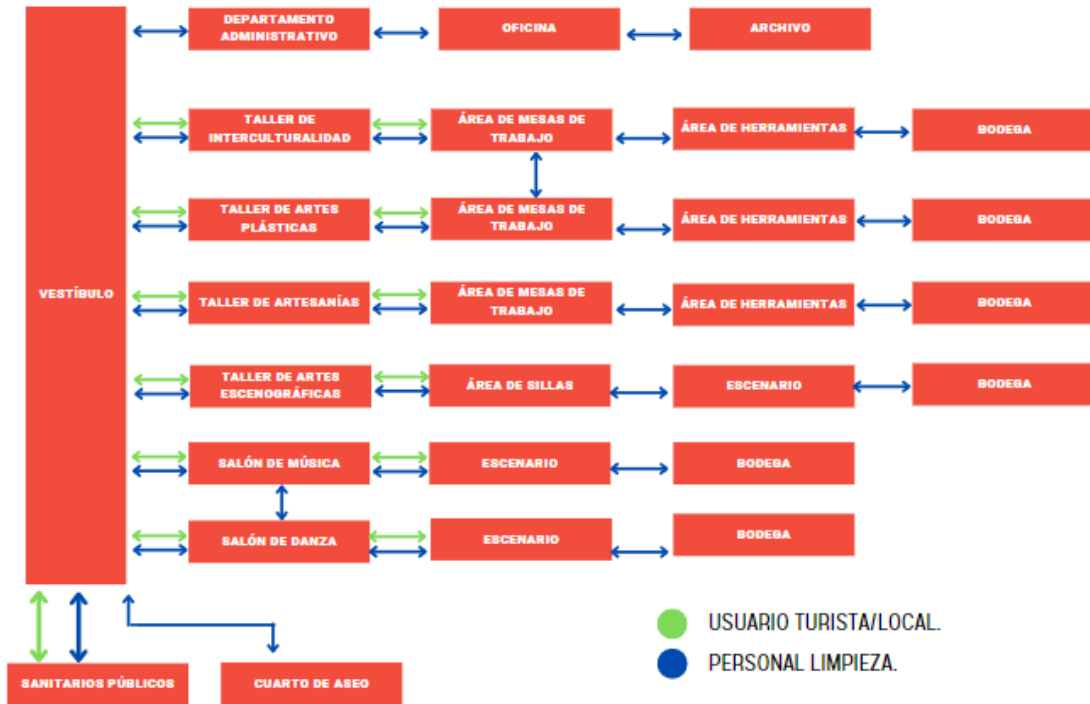 DEPARTAMENTO
ADMINISTRATIVO
OFICINA
ARCHIVO
TALLER DE
INTERCULTURALIDAD
ÁREA DE MESAS DE
TRABAJO
ÁREA DE HERRAMIENTAS
BODEGA
TALLER DE ARTES
PLÁSTICAS
ÁREA DE MESAS DE
TRABAJO
ÁREA DE HERRAMIENTAS
BODEGA
VESTÍBULO
TALLER DE ARTESANÍAS
ÁREA DE MESAS DE
TRABAJO
ÁREA DE HERRAMIENTAS
BODEGA
TALLER DE ARTES
ESCENOGRÁFICAS
ÁREA DE SILLAS
ESCENARIO
BODEGA
SALÓN DE MÚSICA
ESCENARIO
BODEGA
SALÓN DE DANZA
ESCENARIO
BODEGA
USUARIO TURISTA/LOCAL.
PERSONAL LIMPIEZA.
SANITARIOS PÚBLICOS
CUARTO DE ASEO